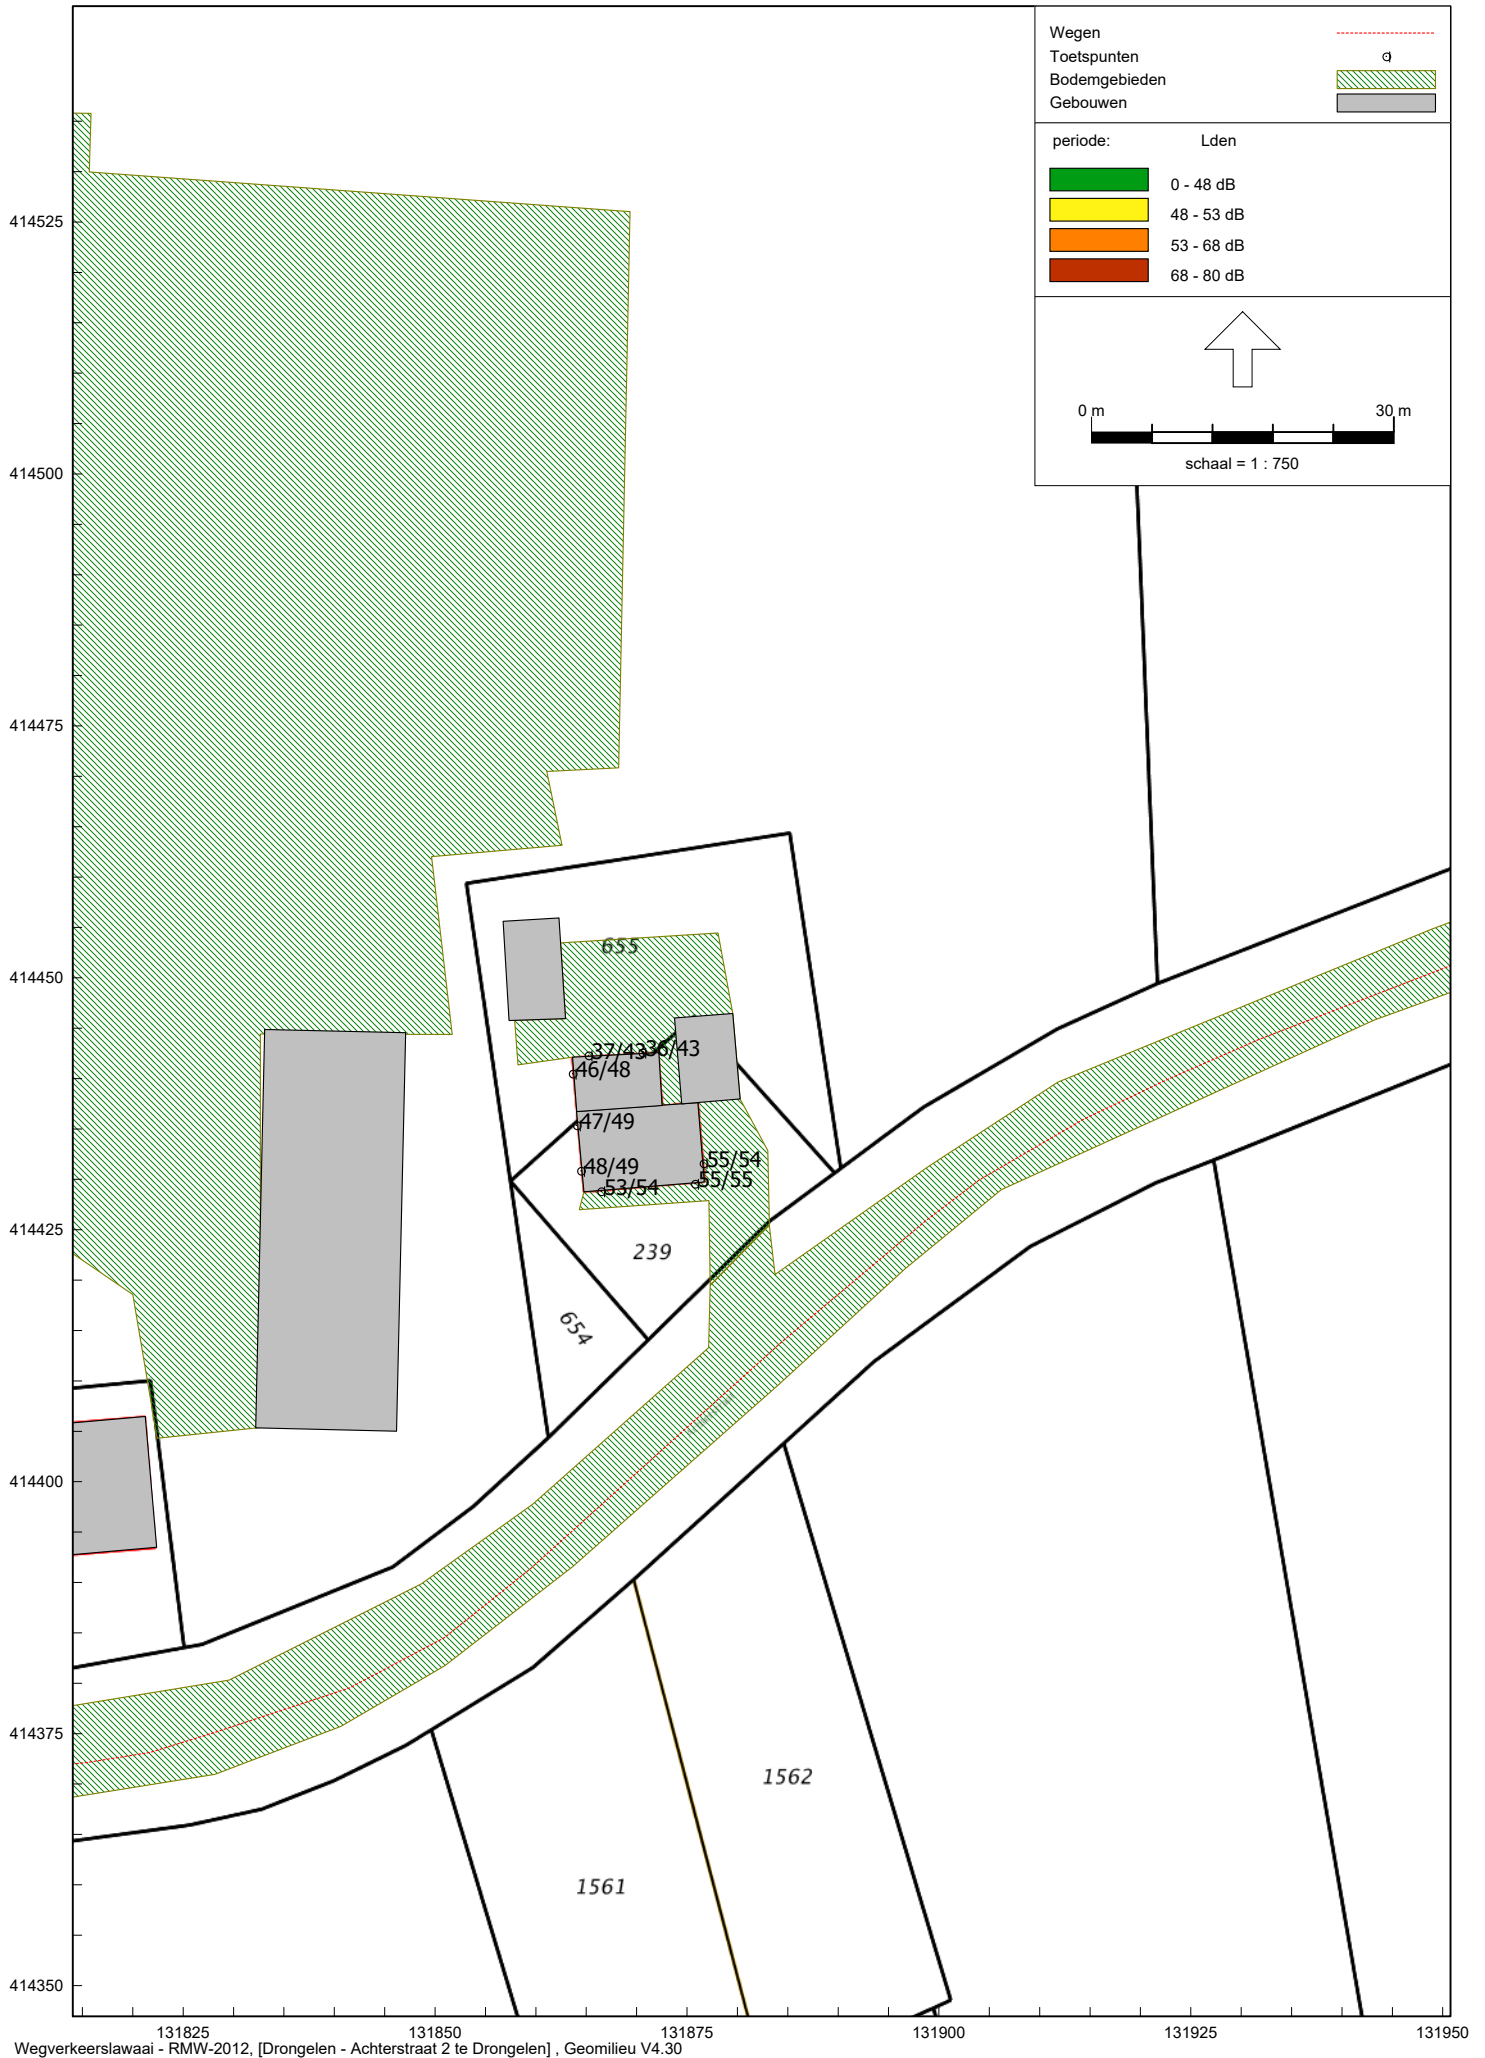 Wegen
Toetspunten
Bodemgebieden
Gebouwen
periode: Lden
0 - 48 dB
48 - 53 dB
53 - 68 dB
68 - 80 dB
0 m 30 m
schaal = 1 : 750
414525
414500
414475
414450
414425
414400
414375
414350
655
37/43
36/43
46/48
47/49
48/49
55/54
55/55
53/54
239
654
1562
1561
131825 131850 131875 131900 131925 131950
Wegverkeerslawaai - RMW-2012, [Drongelen - Achterstraat 2 te Drongelen] , Geomilieu V4.30